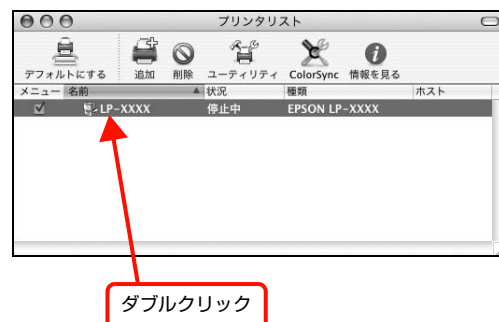 プリンタリスト
デフォルトにする 追加 削除 ユーティリティ ColorSync 情報を見る
メニュー 名前 状況 種類 ホスト
LP-XXXX 停止中 EPSON LP-XXXX
ダブルクリック